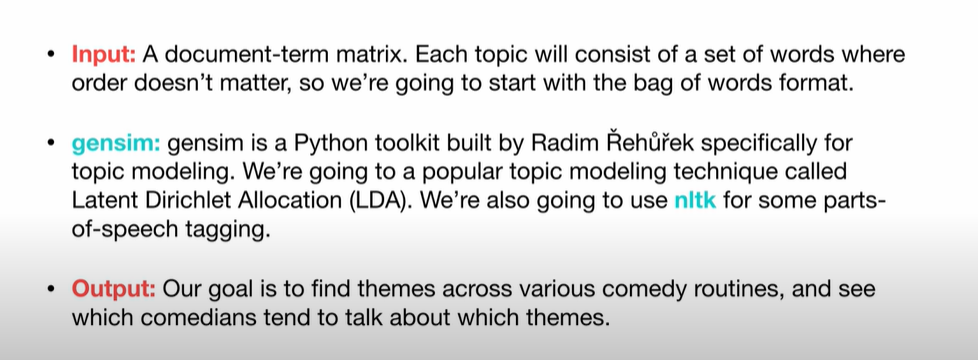 • Input: A document-term matrix. Each topic will consist of a set of words where
order doesn't matter, so we're going to start with the bag of words format.
• gensim: gensim is a Python toolkit built by Radim Řehůřek specifically for
topic modeling. We're going to a popular topic modeling technique called
Latent Dirichlet Allocation (LDA). We're also going to use nltk for some parts-
of-speech tagging.
• Output: Our goal is to find themes across various comedy routines, and see
which comedians tend to talk about which themes.